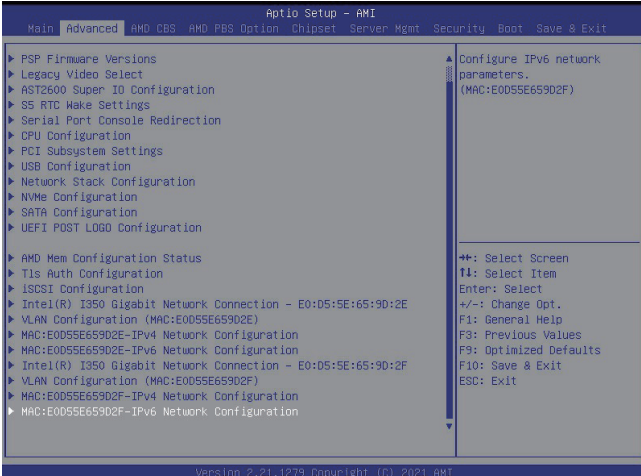 Aptio Setup – AMI
Main Advanced AMD CBS AMD PBS Option Chipset Server Mgmt Security Boot Save & Exit
PSP Firmware Versions
Legacy Video Select
AST2600 Super IO Configuration
S5 RTC Wake Settings
Serial Port Console Redirection
CPU Configuration
PCI Subsystem Settings
USB Configuration
Network Stack Configuration
NVMe Configuration
SATA Configuration
UEFI POST LOGO Configuration
AMD Mem Configuration Status
Tls Auth Configuration
iSCSI Configuration
Intel(R) I350 Gigabit Network Connection – E0:D5:5E:65:9D:2E
VLAN Configuration (MAC:E0D55E659D2E)
MAC:E0D55E659D2E-IPv4 Network Configuration
MAC:E0D55E659D2E-IPv6 Network Configuration
Intel(R) I350 Gigabit Network Connection – E0:D5:5E:65:9D:2F
VLAN Configuration (MAC:E0D55E659D2F)
MAC:E0D55E659D2F-IPv4 Network Configuration
MAC:E0D55E659D2F-IPv6 Network Configuration
Configure IPv6 network
parameters.
(MAC:E0D55E659D2F)
→←: Select Screen
↑↓: Select Item
Enter: Select
+/-: Change Opt.
F1: General Help
F3: Previous Values
F9: Optimized Defaults
F10: Save & Exit
ESC: Exit
Version 2.21.1279 Copyright (C) 2021 AMI